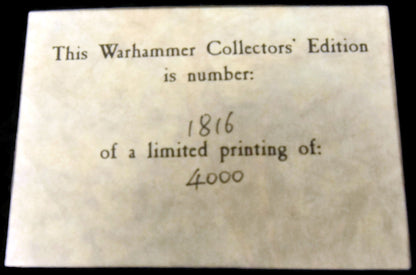 This Warhammer Collectors' Edition
is number:
1816
of a limited printing of:
4000